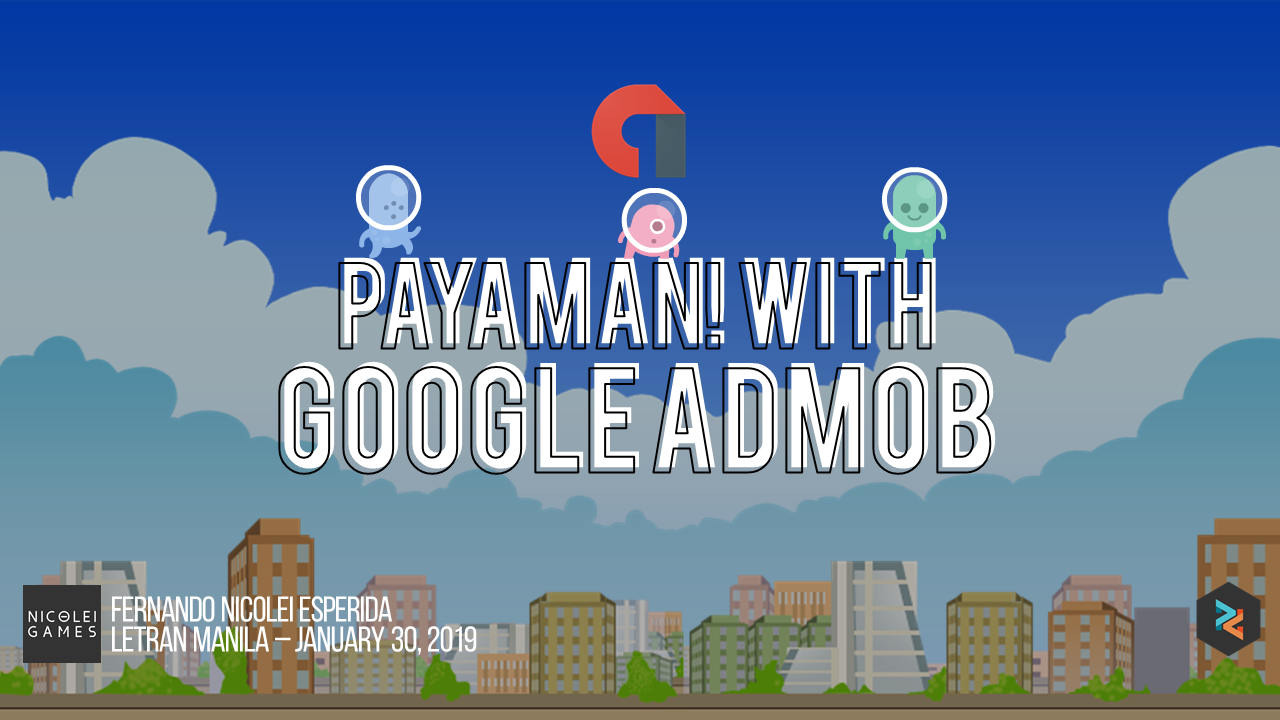 PAYAMAN! WITH
GOOGLE ADMOB
NICOLEI
GAMES
FERNANDO NICOLEI ESPERIDA
LETRAN MANILA – JANUARY 30, 2019